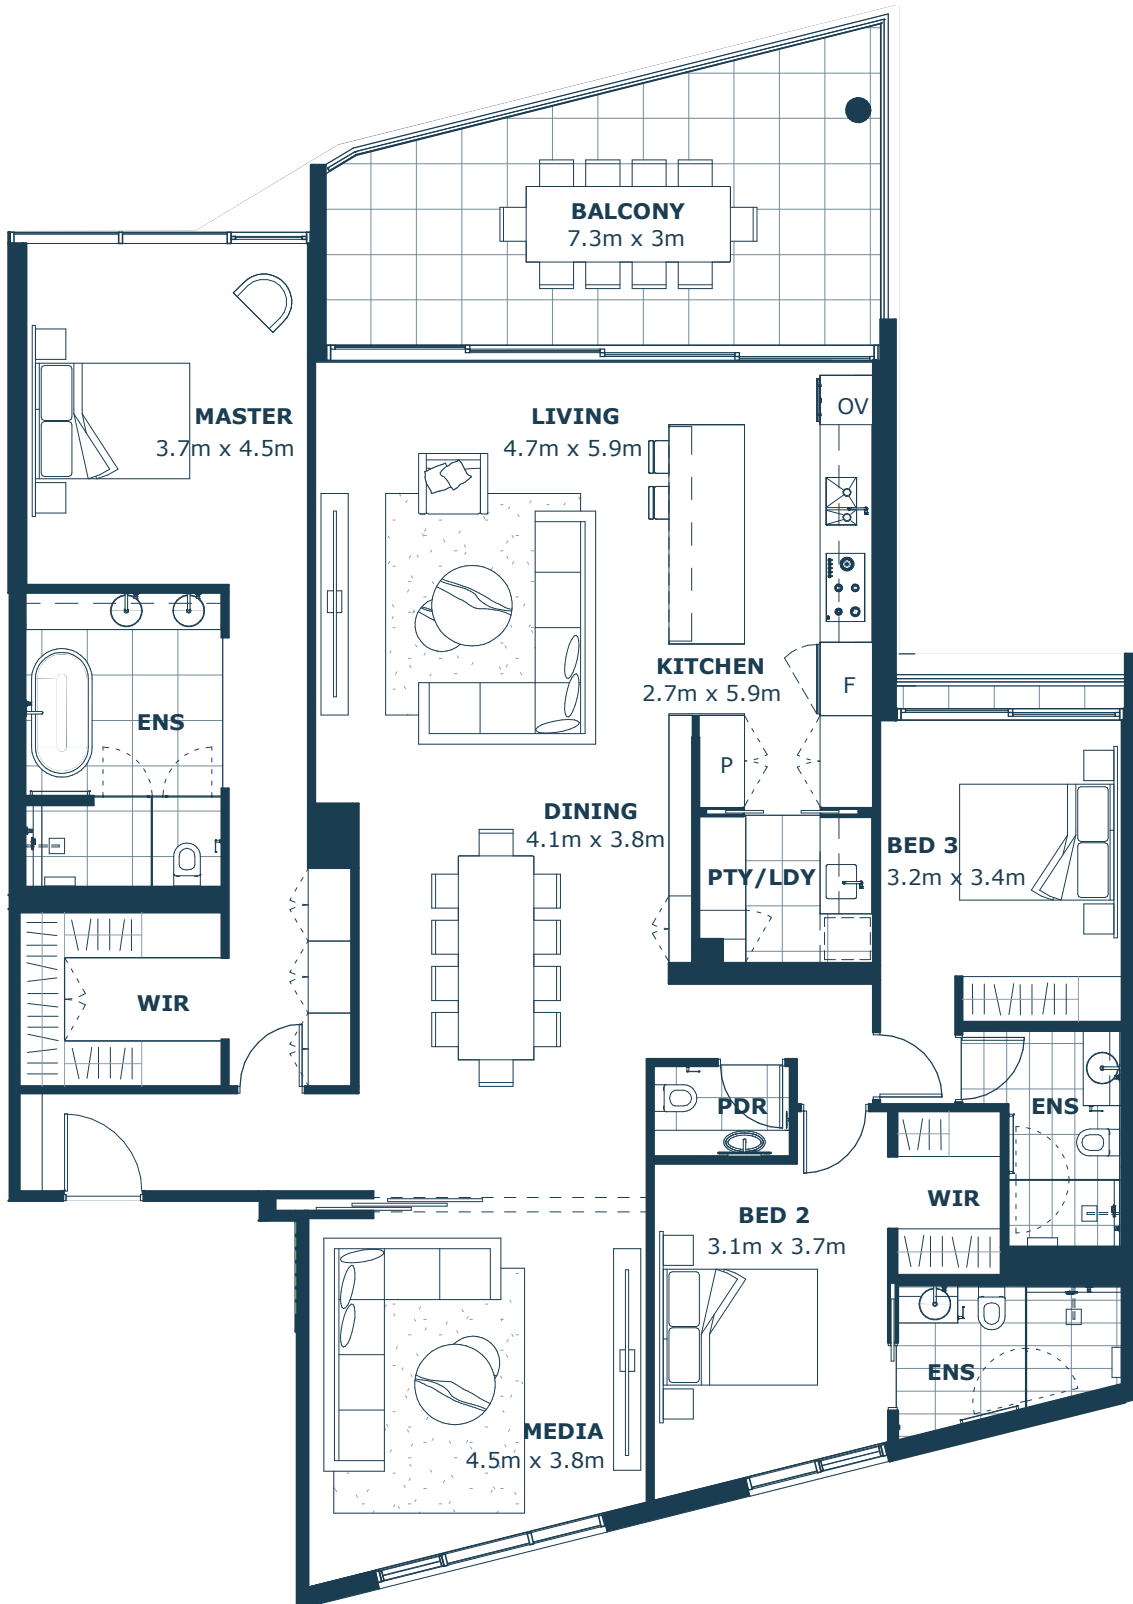 BALCONY
7.3m x 3m
MASTER
3.7m x 4.5m
LIVING
4.7m x 5.9m
OV
KITCHEN
2.7m x 5.9m
F
ENS
P
DINING
4.1m x 3.8m
PTY/LDY
BED 3
3.2m x 3.4m
WIR
PDR
ENS
WIR
BED 2
3.1m x 3.7m
ENS
MEDIA
4.5m x 3.8m